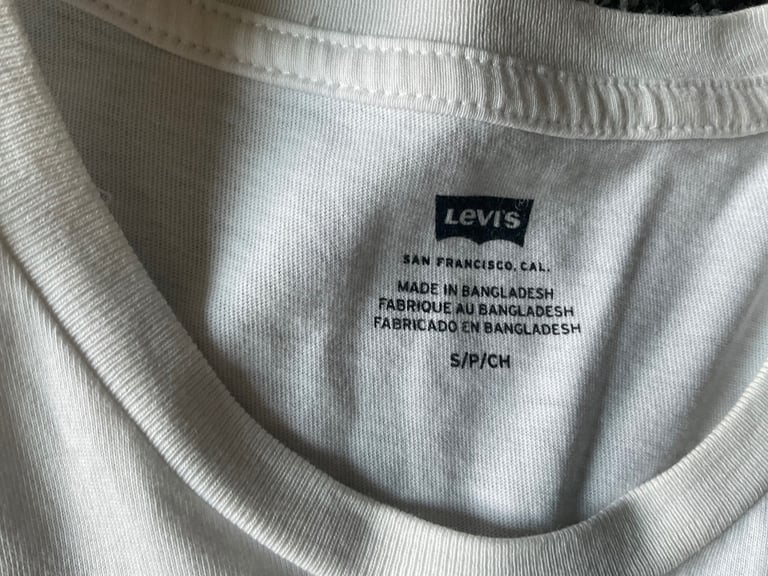 LEVI'S
®
SAN FRANCISCO, CAL.
MADE IN BANGLADESH
FABRIQUE AU BANGLADESH
FABRICADO EN BANGLADESH
S/P/CH